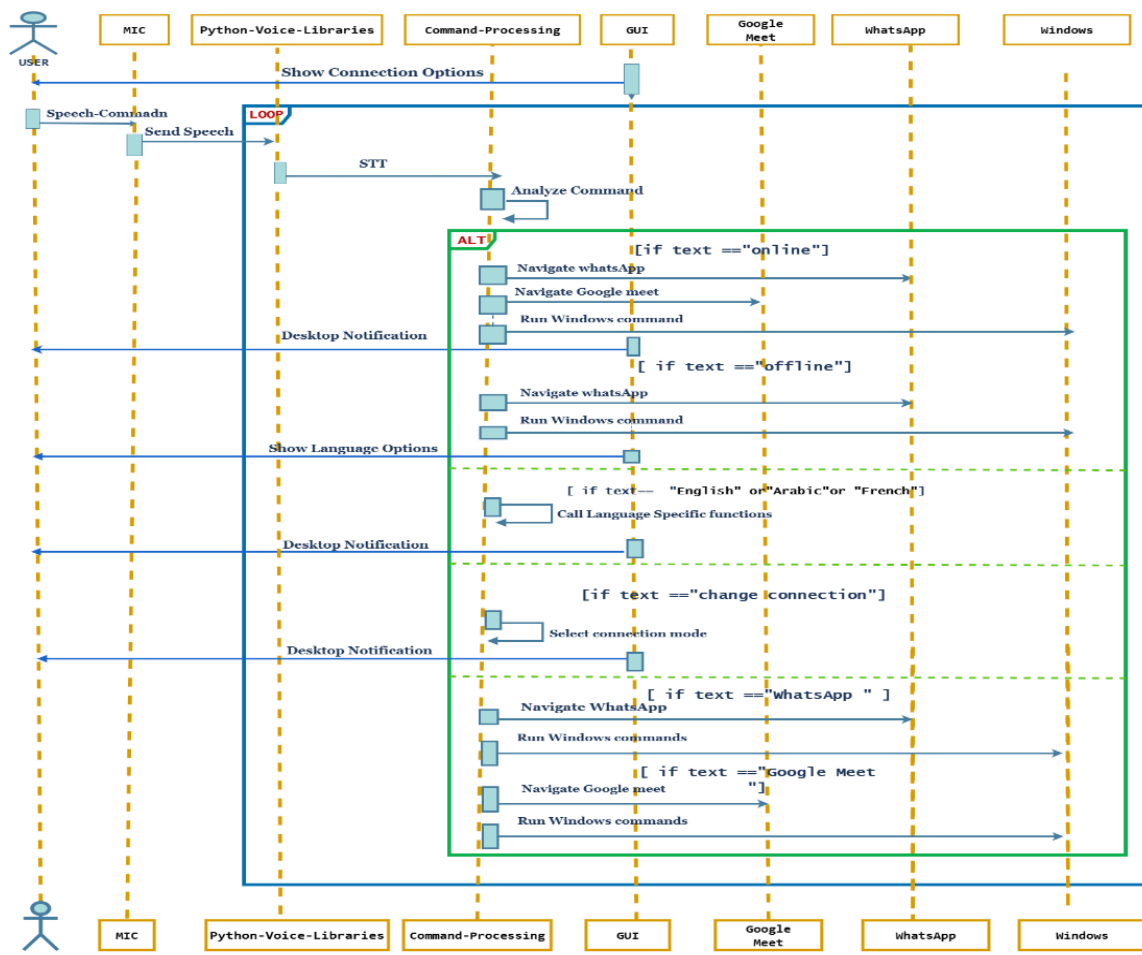 MIC
Python-Voice-Libraries
Command-Processing
GUI
Google
Meet
WhatsApp
Windows
USER
Show Connection Options
LOOP
Speech-Commadn
Send Speech
STT
Analyze Command
ALT
[if text =="online"]
Navigate whatsApp
Navigate Google meet
Run Windows command
Desktop Notification
[ if text =="offline"]
Navigate whatsApp
Run Windows command
Show Language Options
[ if text== "English" or"Arabic"or "French"]
Call Language Specific functions
Desktop Notification
[if text =="change connection"]
Select connection mode
Desktop Notification
[ if text =="WhatsApp " ]
Navigate WhatsApp
Run Windows commands
[ if text =="Google Meet
"]
Navigate Google meet
Run Windows commands
MIC
Python-Voice-Libraries
Command-Processing
GUI
Google
Meet
WhatsApp
Windows